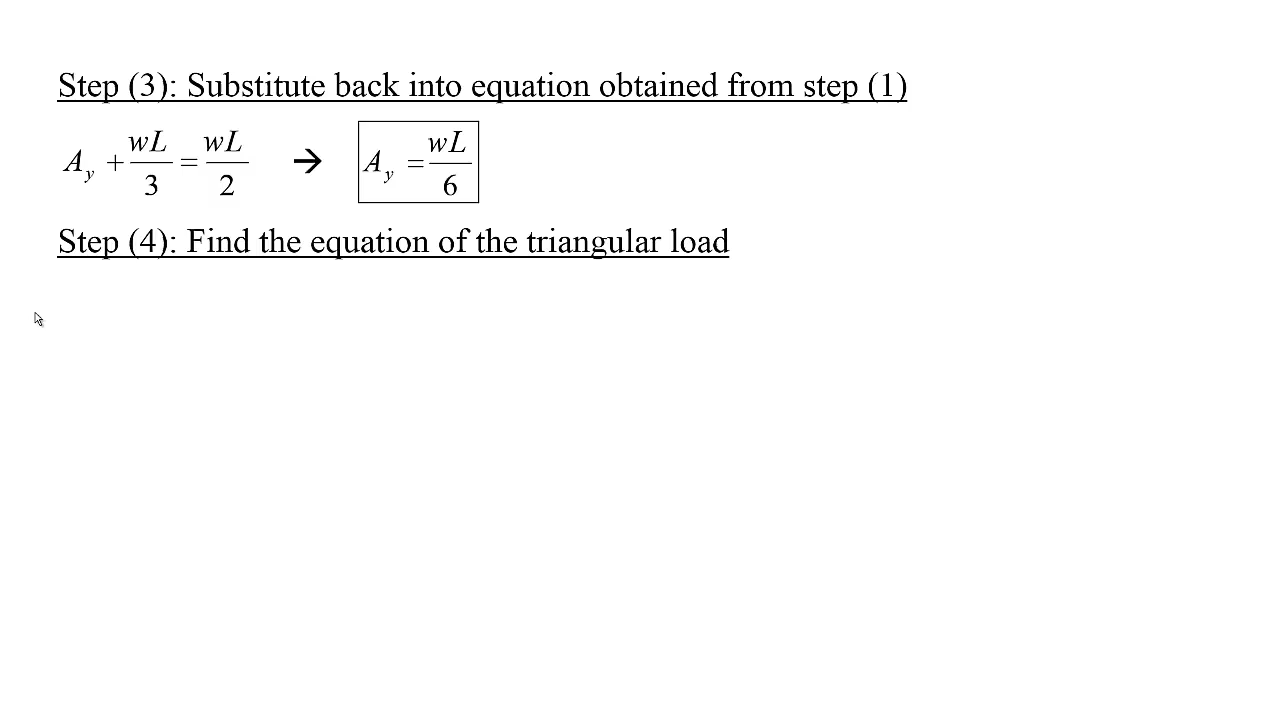 Step (3): Substitute back into equation obtained from step (1)
A_y + wL/3 = wL/2 → A_y = wL/6
Step (4): Find the equation of the triangular load